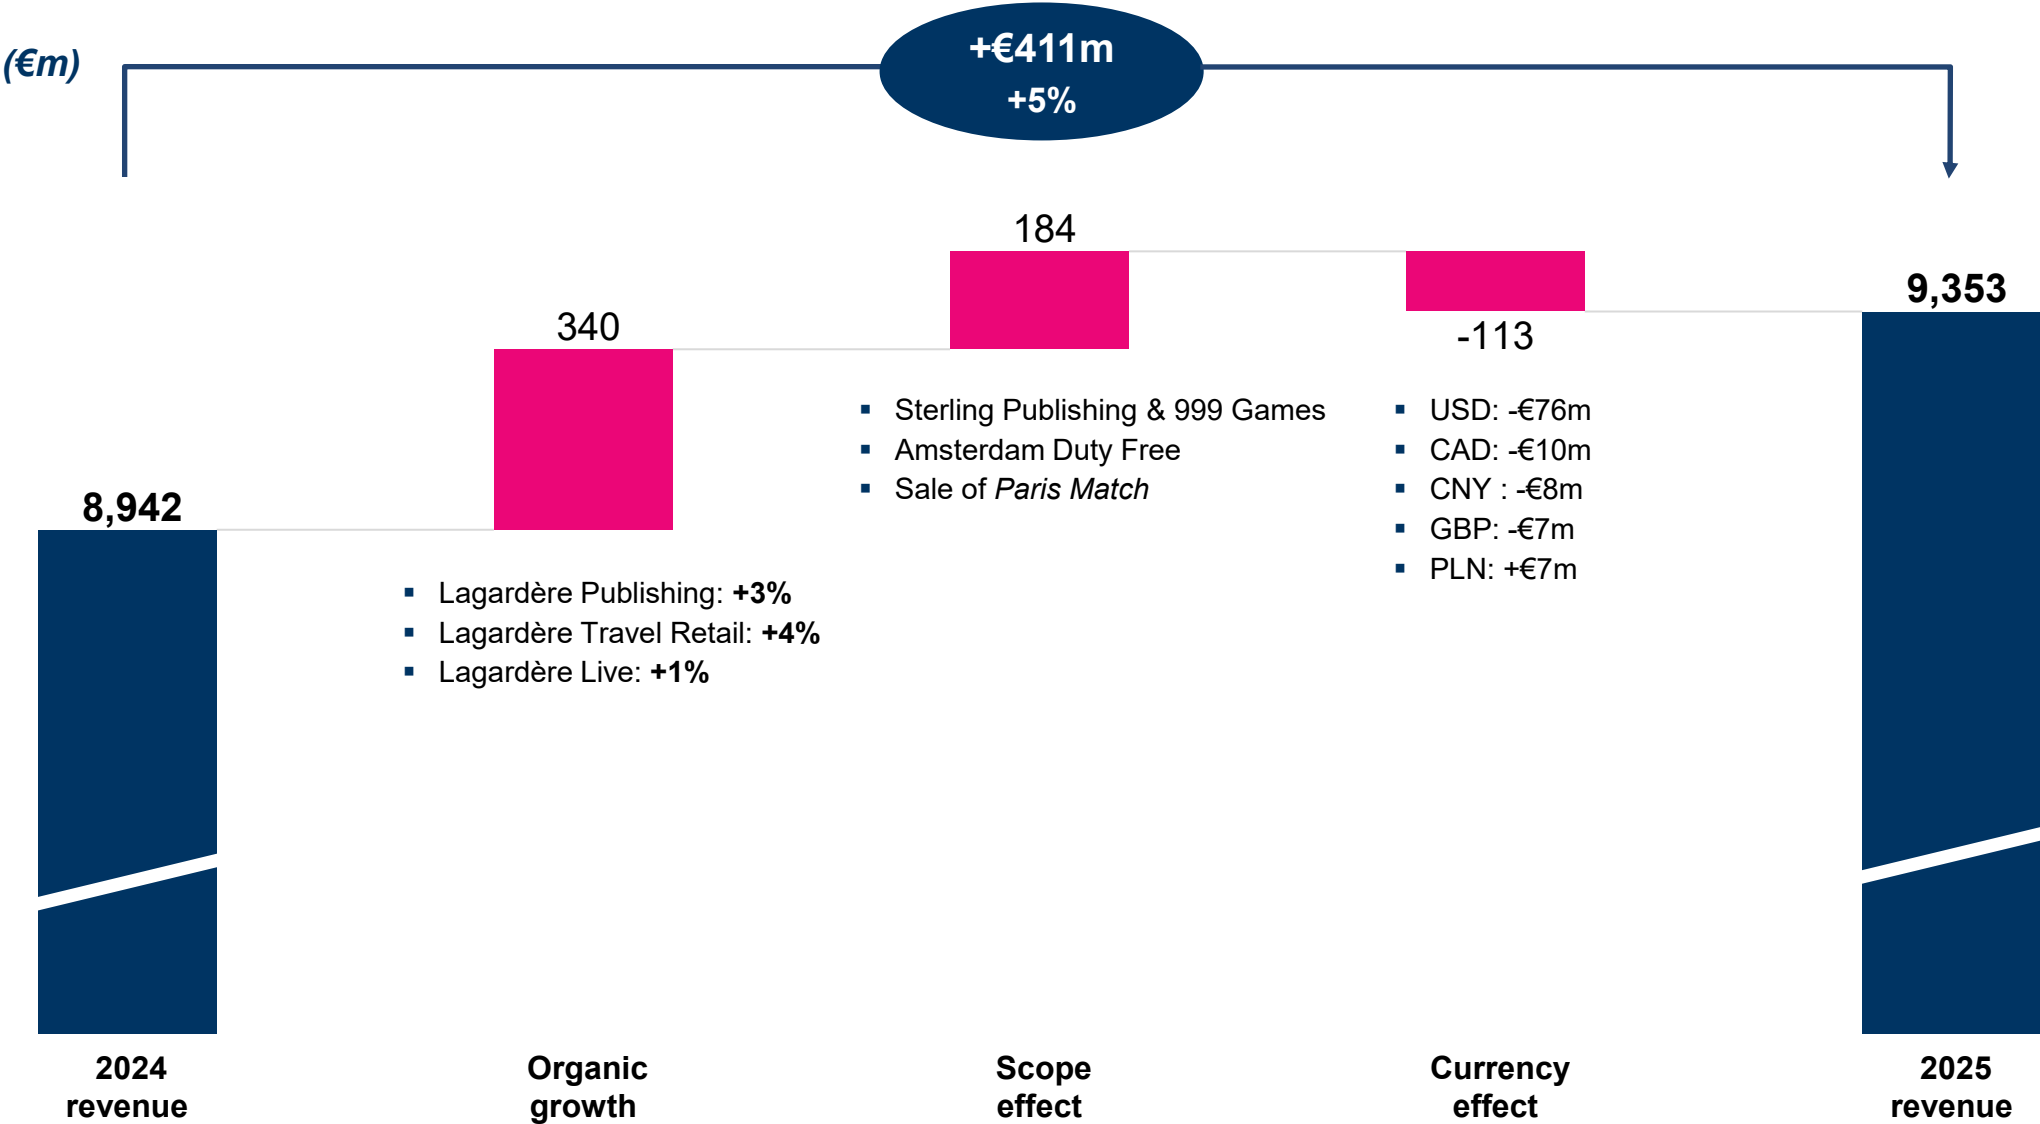 (€m)
+€411m
+5%
184
340
9,353
-113
8,942
▪ Sterling Publishing & 999 Games
▪ Amsterdam Duty Free
▪ Sale of Paris Match
▪ USD: -€76m
▪ CAD: -€10m
▪ CNY : -€8m
▪ GBP: -€7m
▪ PLN: +€7m
▪ Lagardère Publishing: +3%
▪ Lagardère Travel Retail: +4%
▪ Lagardère Live: +1%
2024
revenue
Organic
growth
Scope
effect
Currency
effect
2025
revenue